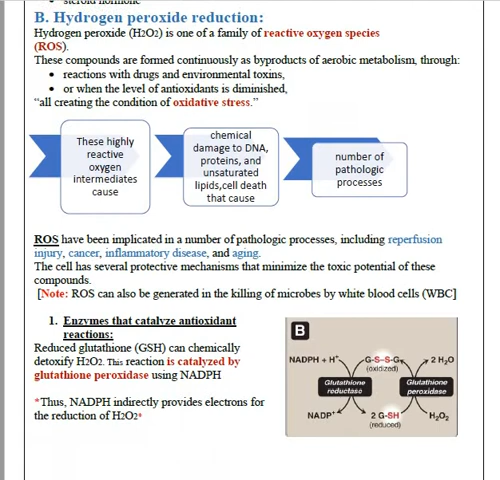 steroid hormone
B. Hydrogen peroxide reduction:
Hydrogen peroxide (H2O2) is one of a family of reactive oxygen species
(ROS).
These compounds are formed continuously as byproducts of aerobic metabolism, through:
• reactions with drugs and environmental toxins,
• or when the level of antioxidants is diminished,
“all creating the condition of oxidative stress.”
These highly
reactive
oxygen
intermediates
cause
chemical
damage to DNA,
proteins, and
unsaturated
lipids,cell death
that cause
number of
pathologic
processes
ROS have been implicated in a number of pathologic processes, including reperfusion
injury, cancer, inflammatory disease, and aging.
The cell has several protective mechanisms that minimize the toxic potential of these
compounds.
[Note: ROS can also be generated in the killing of microbes by white blood cells (WBC]
1. Enzymes that catalyze antioxidant
reactions:
Reduced glutathione (GSH) can chemically
detoxify H2O2. This reaction is catalyzed by
glutathione peroxidase using NADPH
*Thus, NADPH indirectly provides electrons for
the reduction of H2O2*
B
NADPH + H+
G-S-S-G
(oxidized)
2 H2O
Glutathione
reductase
Glutathione
peroxidase
NADP+
2 G-SH
(reduced)
H2O2